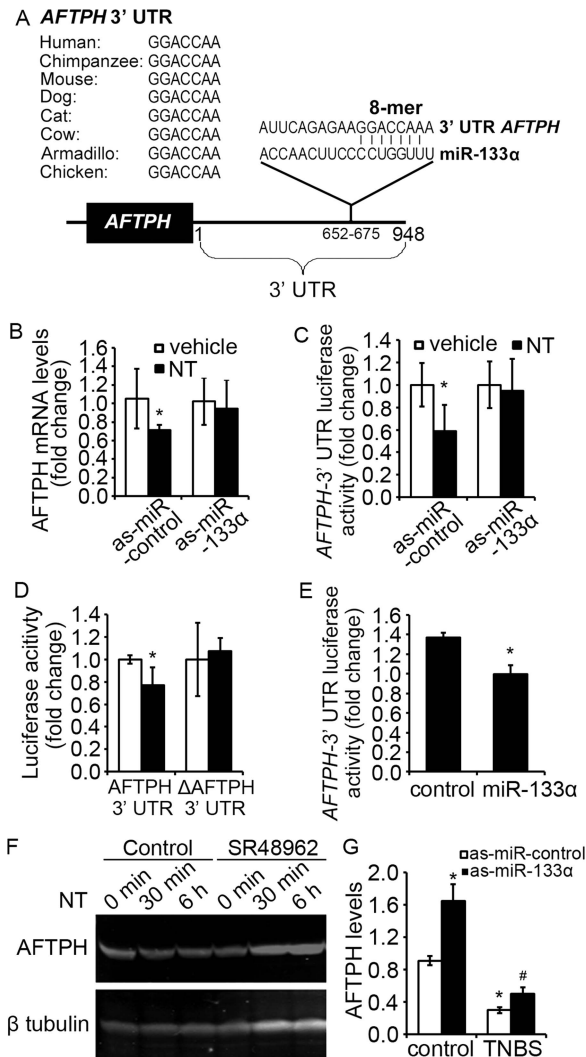 A AFTPH 3' UTR
Human: GGACCAA
Chimpanzee: GGACCAA
Mouse: GGACCAA
Dog: GGACCAA
Cat: GGACCAA
Cow: GGACCAA
Armadillo: GGACCAA
Chicken: GGACCAA
8-mer
AUUCAGAGAAGGACCAAA 3' UTR AFTPH
ACCAACUUCCCCUGGUUU miR-133α
AFTPH
1 652-675 948
3' UTR
B
AFTPH mRNA levels
(fold change)
vehicle
NT
1.6
1.4
1.2
1.0
0.8
0.6
0.4
0.2
0.0
*
as-miR
-control
as-miR
-133α
C
AFTPH-3' UTR luciferase
activity (fold change)
vehicle NT
1.4
1.2
1.0
0.8
0.6
0.4
0.2
0.0
*
as-miR
-control
as-miR
-133α
D
Luciferase acitivty
(fold change)
1.4
1.2
1.0
0.8
0.6
0.4
0.2
0.0
*
AFTPH
3' UTR
ΔAFTPH
3' UTR
E
AFTPH-3' UTR luciferase
activity (fold change)
1.6
1.4
1.2
1.0
0.8
0.6
0.4
0.2
0.0
*
control miR-133α
F
Control SR48962
NT 0 min 30 min 6 h 0 min 30 min 6 h
AFTPH
β tubulin
G
as-miR-control
as-miR-133α
AFTPH levels
2.0
1.6
1.2
0.8
0.4
0.0
*
*
#
control TNBS